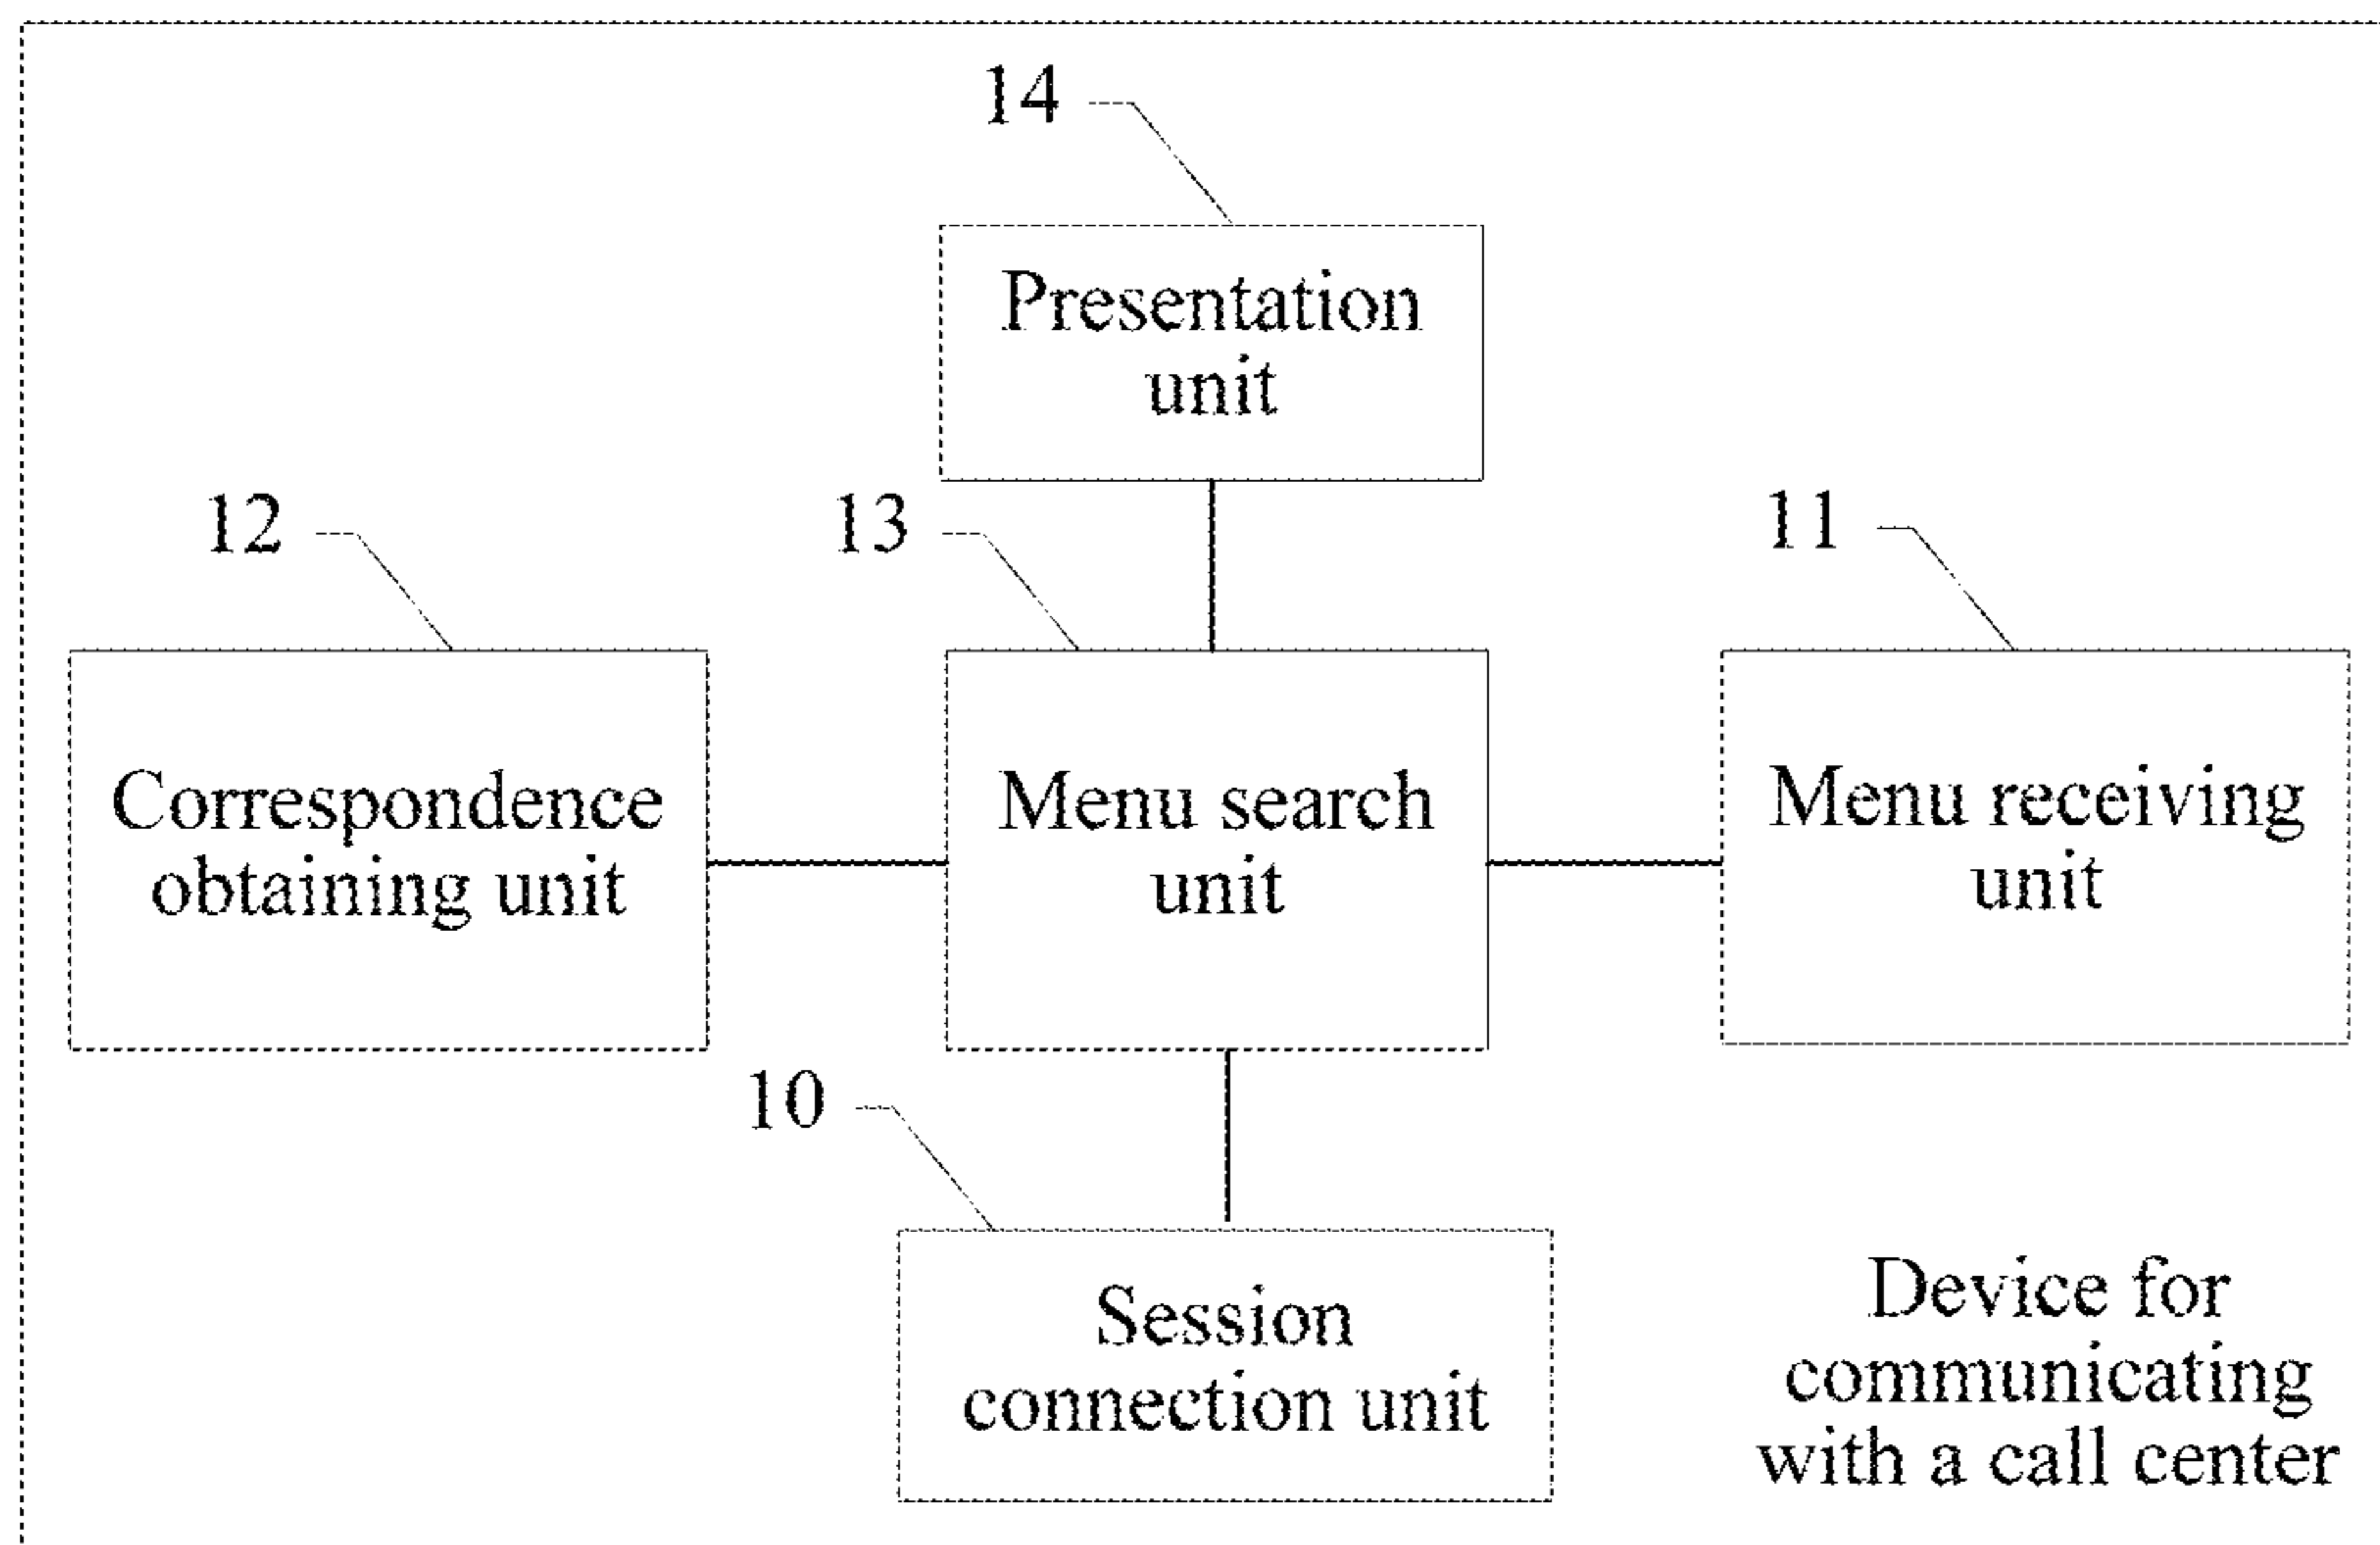 14
Presentation
unit
12
13
11
Correspondence
obtaining unit
Menu search
unit
Menu receiving
unit
10
Session
connection unit
Device for
communicating
with a call center